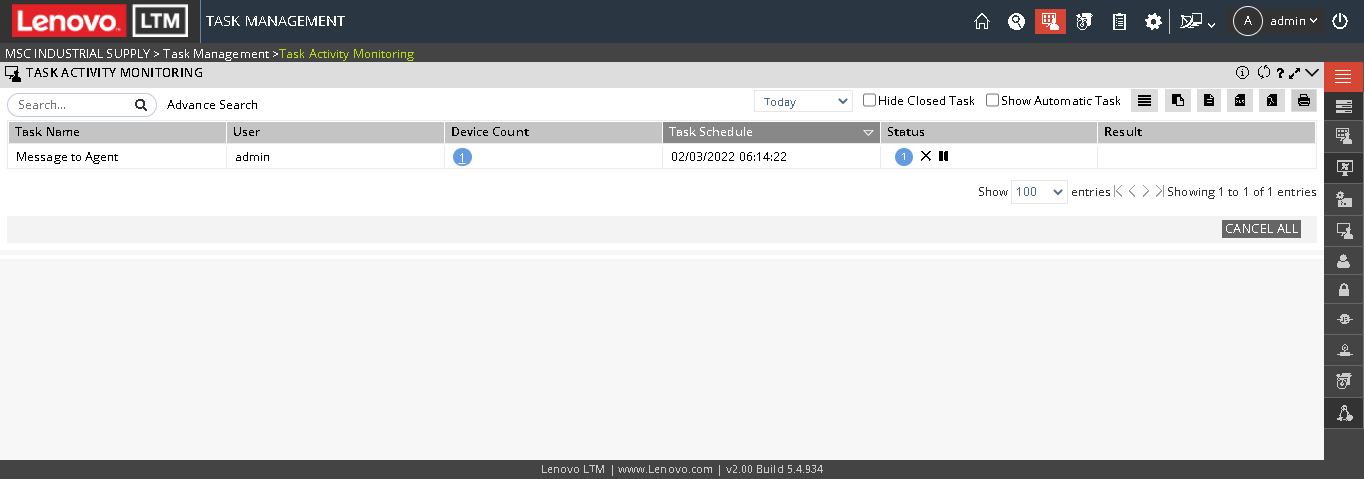 Lenovo. LTM TASK MANAGEMENT A admin
MSC INDUSTRIAL SUPPLY > Task Management >Task Activity Monitoring
TASK ACTIVITY MONITORING ?
Search... Advance Search Today Hide Closed Task Show Automatic Task
Task Name User Device Count Task Schedule Status Result
Message to Agent admin 1 02/03/2022 06:14:22 1
Show 100 entries Showing 1 to 1 of 1 entries
CANCEL ALL
Lenovo LTM | www.Lenovo.com | v2.00 Build 5.4.934